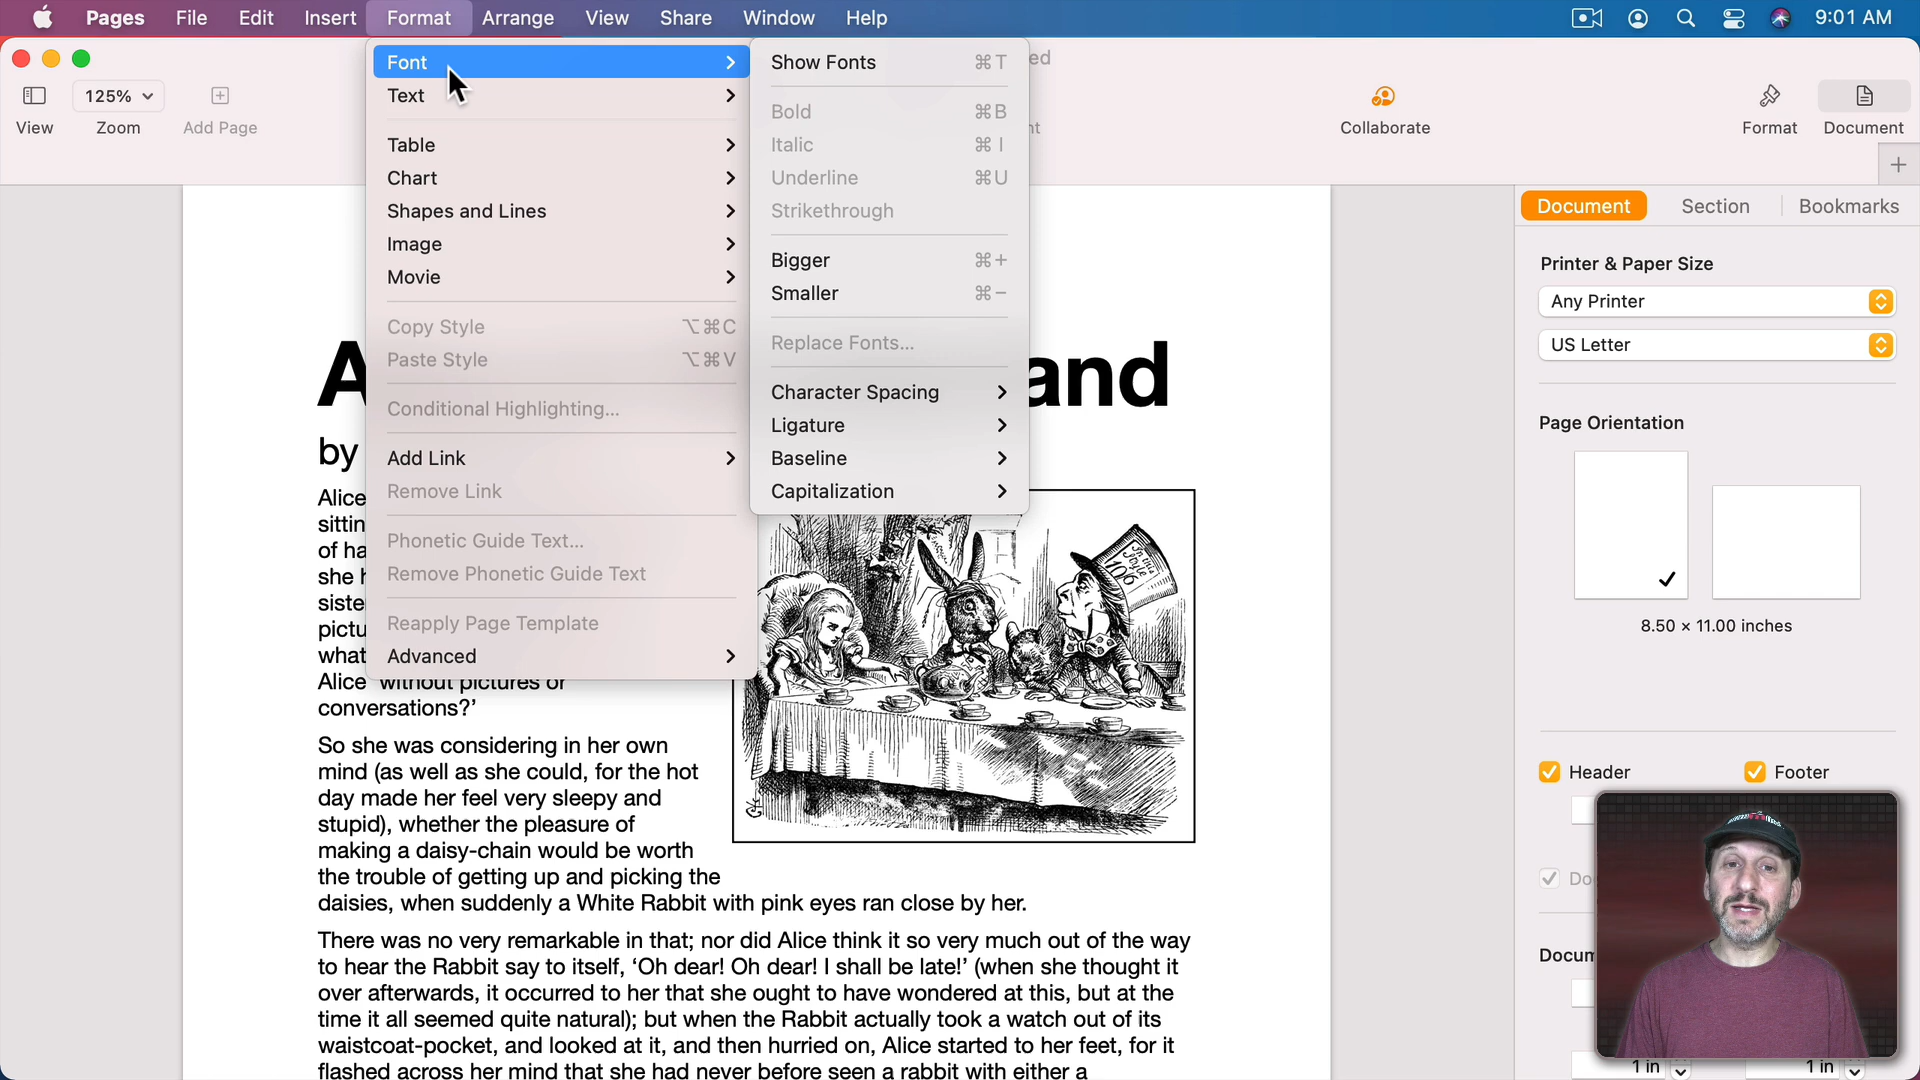 Pages File Edit Insert Format Arrange View Share Window Help 9:01 AM
125%
View Zoom Add Page
Collaborate
Format Document
Font
Text
Table
Chart
Shapes and Lines
Image
Movie
Copy Style ⌥⌘C
Paste Style ⌥⌘V
Conditional Highlighting...
Add Link
Remove Link
Phonetic Guide Text...
Remove Phonetic Guide Text
Reapply Page Template
Advanced
Show Fonts ⌘T
Bold ⌘B
Italic ⌘I
Underline ⌘U
Strikethrough
Bigger ⌘+
Smaller ⌘−
Replace Fonts...
Character Spacing
Ligature
Baseline
Capitalization
A and
by
Alice
sittin
of ha
she h
siste
pictu
what
Alice 'without pictures or
conversations?’
So she was considering in her own
mind (as well as she could, for the hot
day made her feel very sleepy and
stupid), whether the pleasure of
making a daisy-chain would be worth
the trouble of getting up and picking the
daisies, when suddenly a White Rabbit with pink eyes ran close by her.
There was no very remarkable in that; nor did Alice think it so very much out of the way
to hear the Rabbit say to itself, ‘Oh dear! Oh dear! I shall be late!’ (when she thought it
over afterwards, it occurred to her that she ought to have wondered at this, but at the
time it all seemed quite natural); but when the Rabbit actually took a watch out of its
waistcoat-pocket, and looked at it, and then hurried on, Alice started to her feet, for it
flashed across her mind that she had never before seen a rabbit with either a
In this
Style
106
Document Section Bookmarks
Printer & Paper Size
Any Printer
US Letter
Page Orientation
8.50 × 11.00 inches
Header Footer
Do
Docum
1 in 1 in